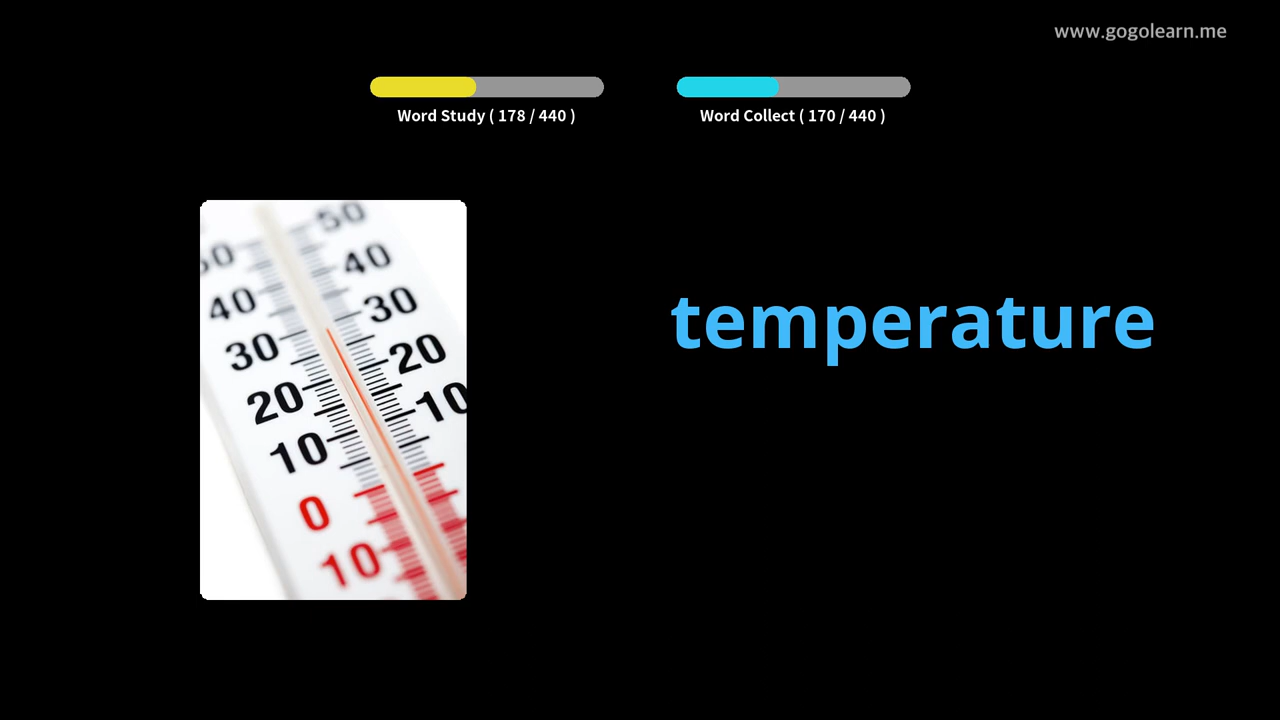 www.gogolearn.me
Word Study ( 178 / 440 )
Word Collect ( 170 / 440 )
temperature
50
40 40
30 30
20 20
10 10
0
10